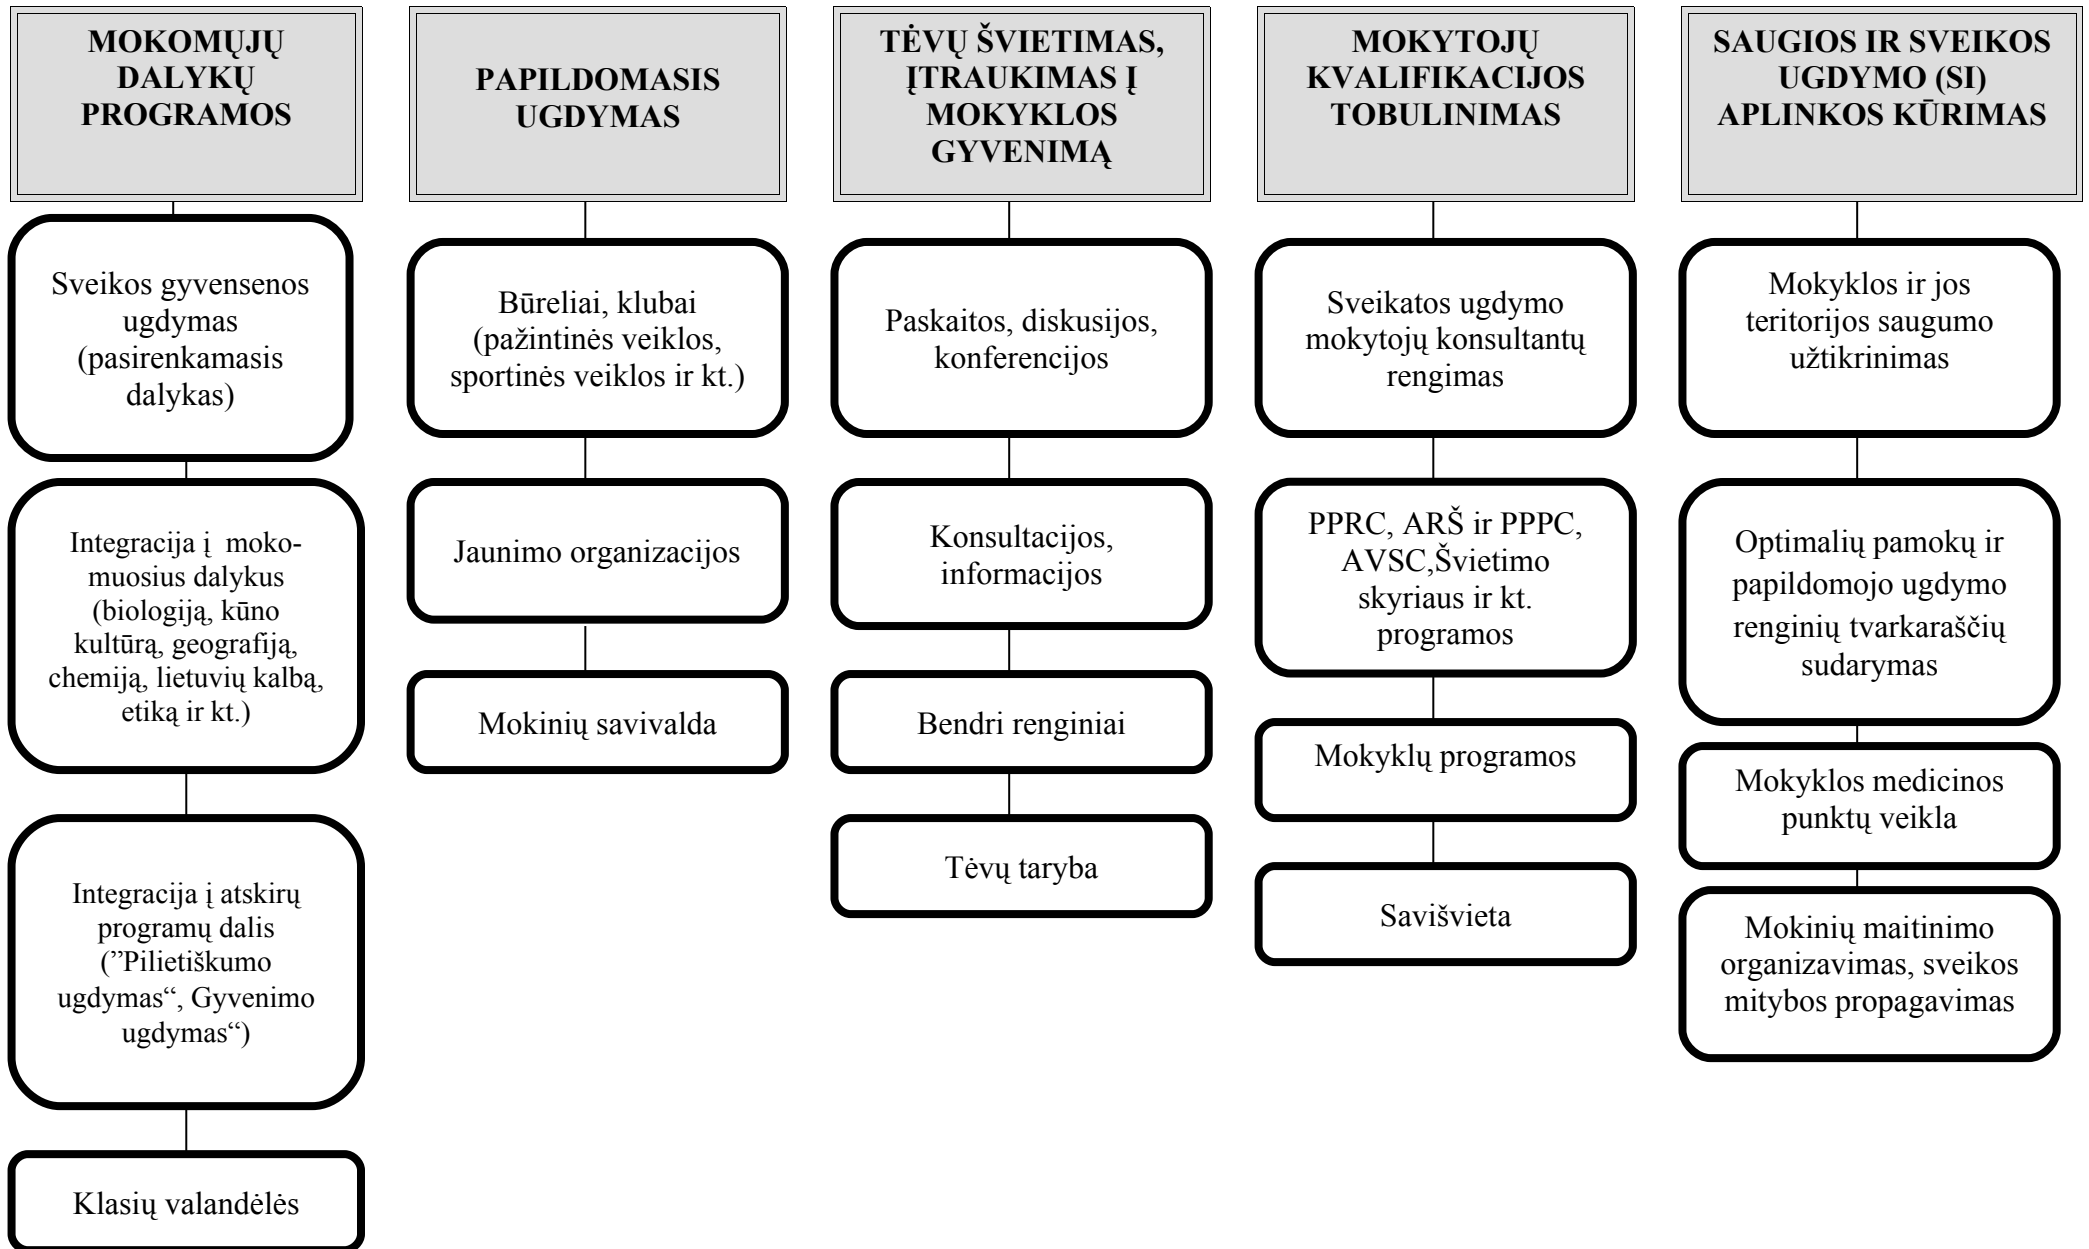 MOKOMŲJŲ
DALYKŲ
PROGRAMOS
Sveikos gyvensenos
ugdymas
(pasirenkamasis
dalykas)
Integracija į  moko-
muosius dalykus
(biologiją, kūno
kultūrą, geografiją,
chemiją, lietuvių kalbą,
etiką ir kt.)
Integracija į atskirų
programų dalis
(”Pilietiškumo
ugdymas“, Gyvenimo
ugdymas“)
Klasių valandėlės
PAPILDOMASIS
UGDYMAS
Būreliai, klubai
(pažintinės veiklos,
sportinės veiklos ir kt.)
Jaunimo organizacijos
Mokinių savivalda
TĖVŲ ŠVIETIMAS,
ĮTRAUKIMAS Į
MOKYKLOS
GYVENIMĄ
Paskaitos, diskusijos,
konferencijos
Konsultacijos,
informacijos
Bendri renginiai
Tėvų taryba
MOKYTOJŲ
KVALIFIKACIJOS
TOBULINIMAS
Sveikatos ugdymo
mokytojų konsultantų
rengimas
PPRC, ARŠ ir PPPC,
AVSC,Švietimo
skyriaus ir kt.
programos
Mokyklų programos
Savišvieta
SAUGIOS IR SVEIKOS
UGDYMO (SI)
APLINKOS KŪRIMAS
Mokyklos ir jos
teritorijos saugumo
užtikrinimas
Optimalių pamokų ir
papildomojo ugdymo
renginių tvarkaraščių
sudarymas
Mokyklos medicinos
punktų veikla
Mokinių maitinimo
organizavimas, sveikos
mitybos propagavimas